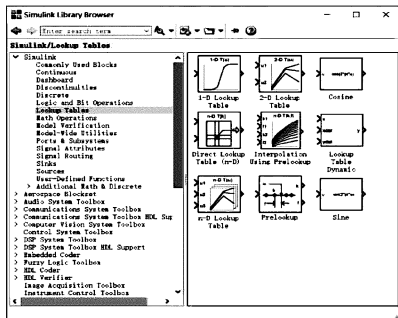 Simulink Library Browser
Enter search term
Simulink/Lookup Tables
Simulink
Commonly Used Blocks
Continuous
Dashboard
Discontinuities
Discrete
Logic and Bit Operations
Lookup Tables
Math Operations
Model Verification
Model-Wide Utilities
Ports & Subsystems
Signal Attributes
Signal Routing
Sinks
Sources
User-Defined Functions
> Additional Math & Discrete
> Aerospace Blockset
> Audio System Toolbox
> Communications System Toolbox
> Communications System Toolbox HDL Sup
> Computer Vision System Toolbox
Control System Toolbox
> DSP System Toolbox
> DSP System Toolbox HDL Support
> Embedded Coder
> Fuzzy Logic Toolbox
> HDL Coder
> HDL Verifier
Image Acquisition Toolbox
Instrument Control Toolbox
1-D T(u)
1-D Lookup
Table
2-D T(u)
u1
u2
2-D Lookup
Table
Cosine
n-D T[k]
Direct Lookup
Table (n-D)
n-D T(k,f)
Interpolation
Using Prelookup
x
y
Lookup
Table
Dynamic
n-D T(u)
u1
u2
u3
n-D Lookup
Table
Prelookup
Sine